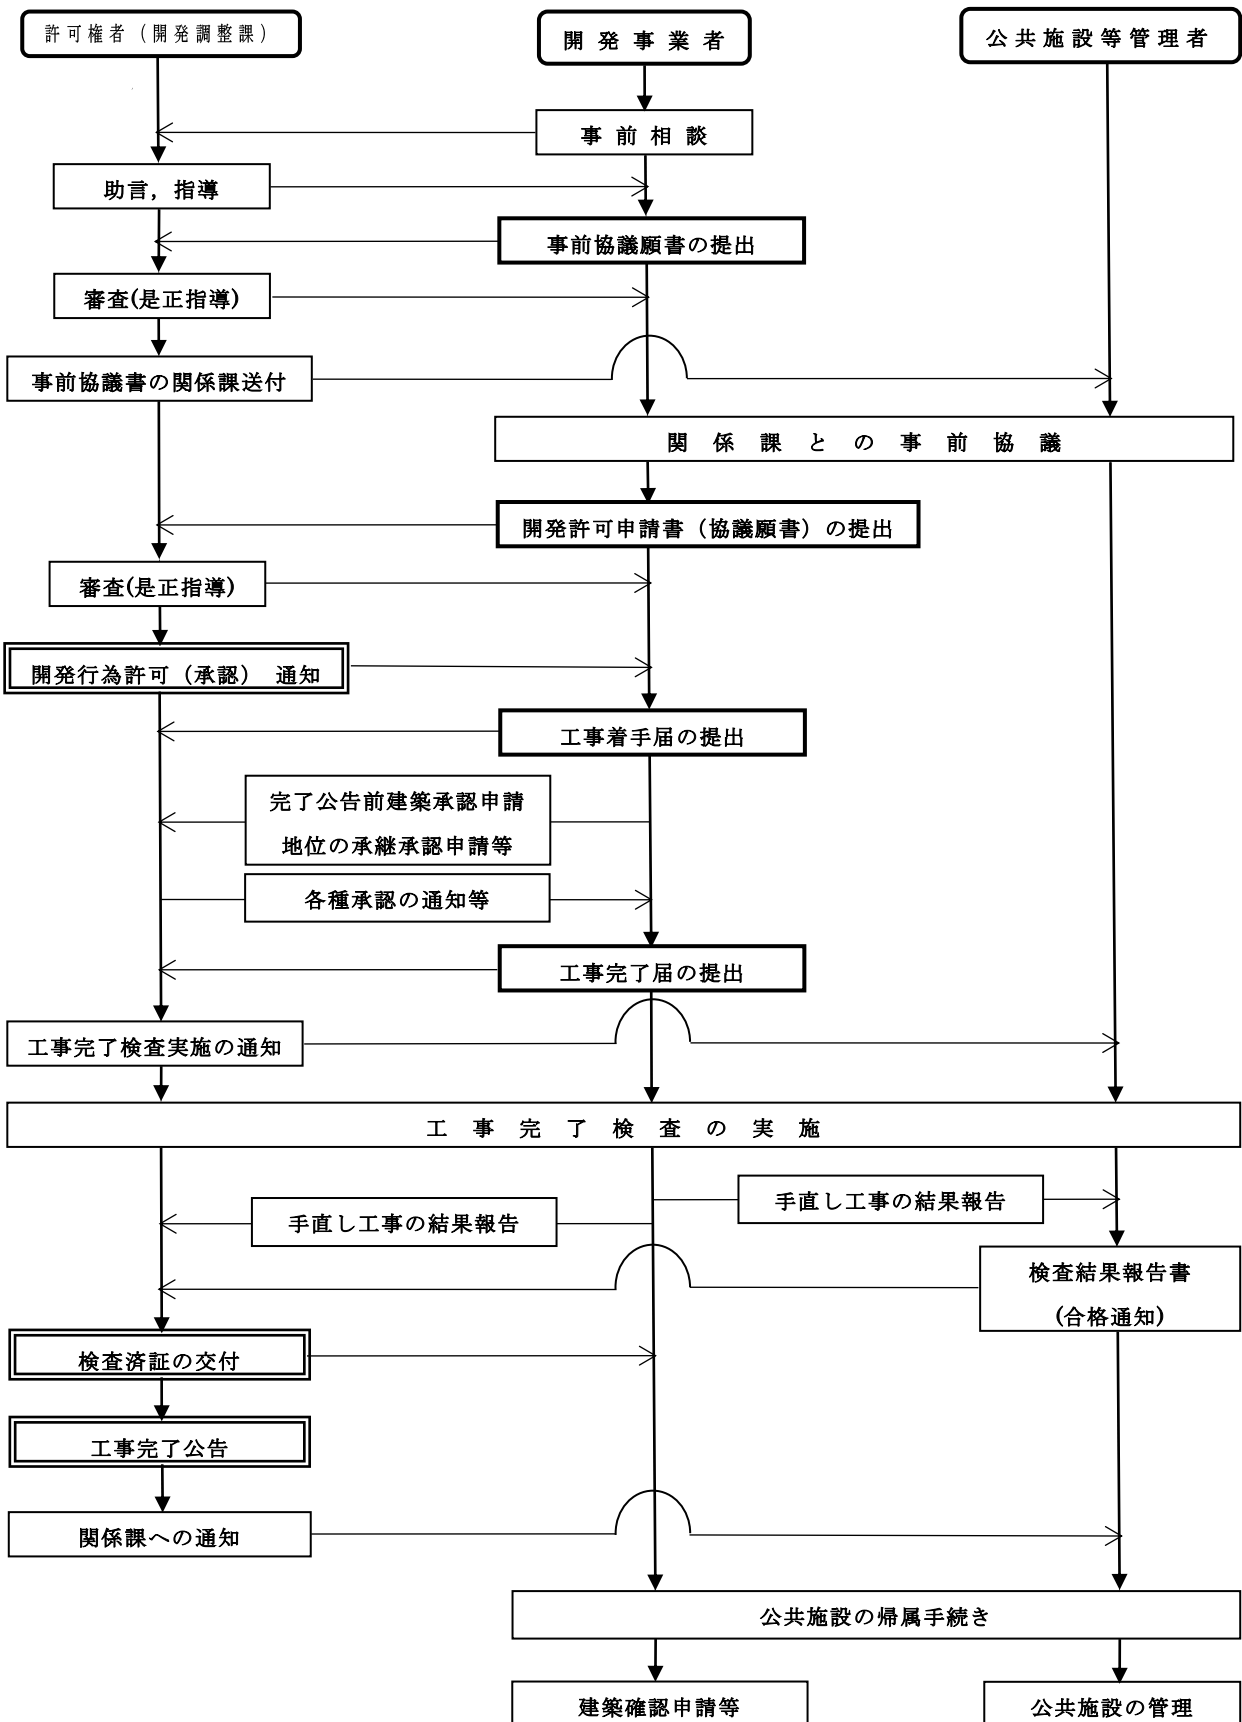 許可権者（開発調整課）
開発事業者
公共施設等管理者
事前相談
助言，指導
事前協議願書の提出
審査(是正指導)
事前協議書の関係課送付
関係課との事前協議
開発許可申請書（協議願書）の提出
審査(是正指導)
開発行為許可（承認）　通知
工事着手届の提出
完了公告前建築承認申請
地位の承継承認申請等
各種承認の通知等
工事完了届の提出
工事完了検査実施の通知
工事完了検査の実施
手直し工事の結果報告
手直し工事の結果報告
検査結果報告書
(合格通知)
検査済証の交付
工事完了公告
関係課への通知
公共施設の帰属手続き
建築確認申請等
公共施設の管理